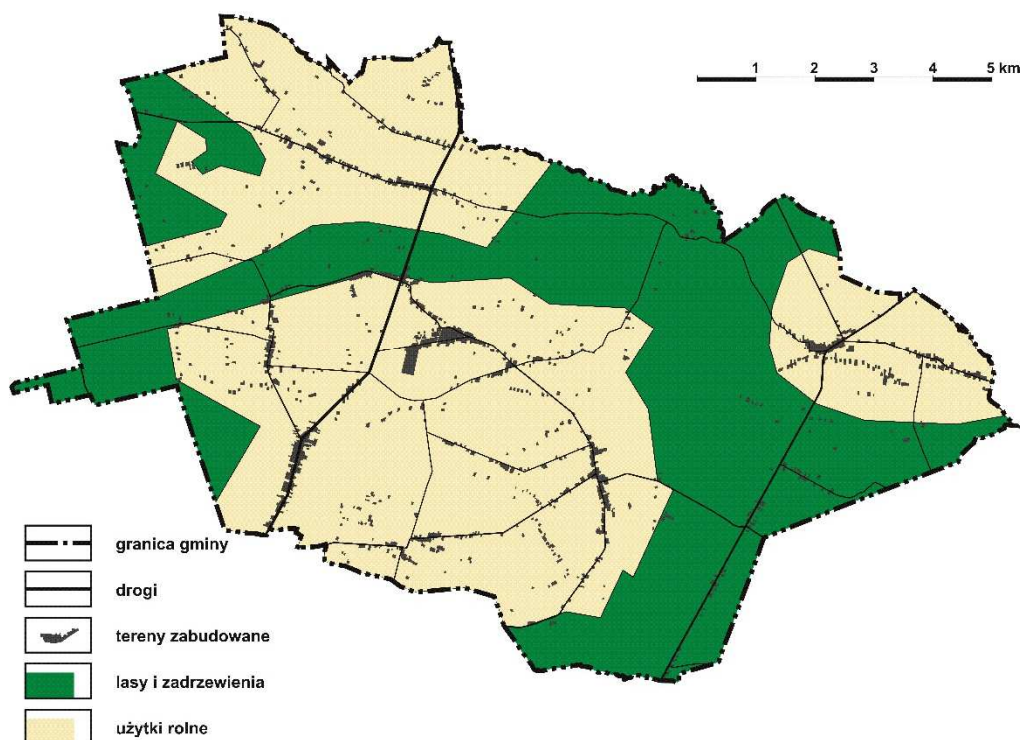 1 2 3 4 5 km
granica gminy
drogi
tereny zabudowane
lasy i zadrzewienia
użytki rolne